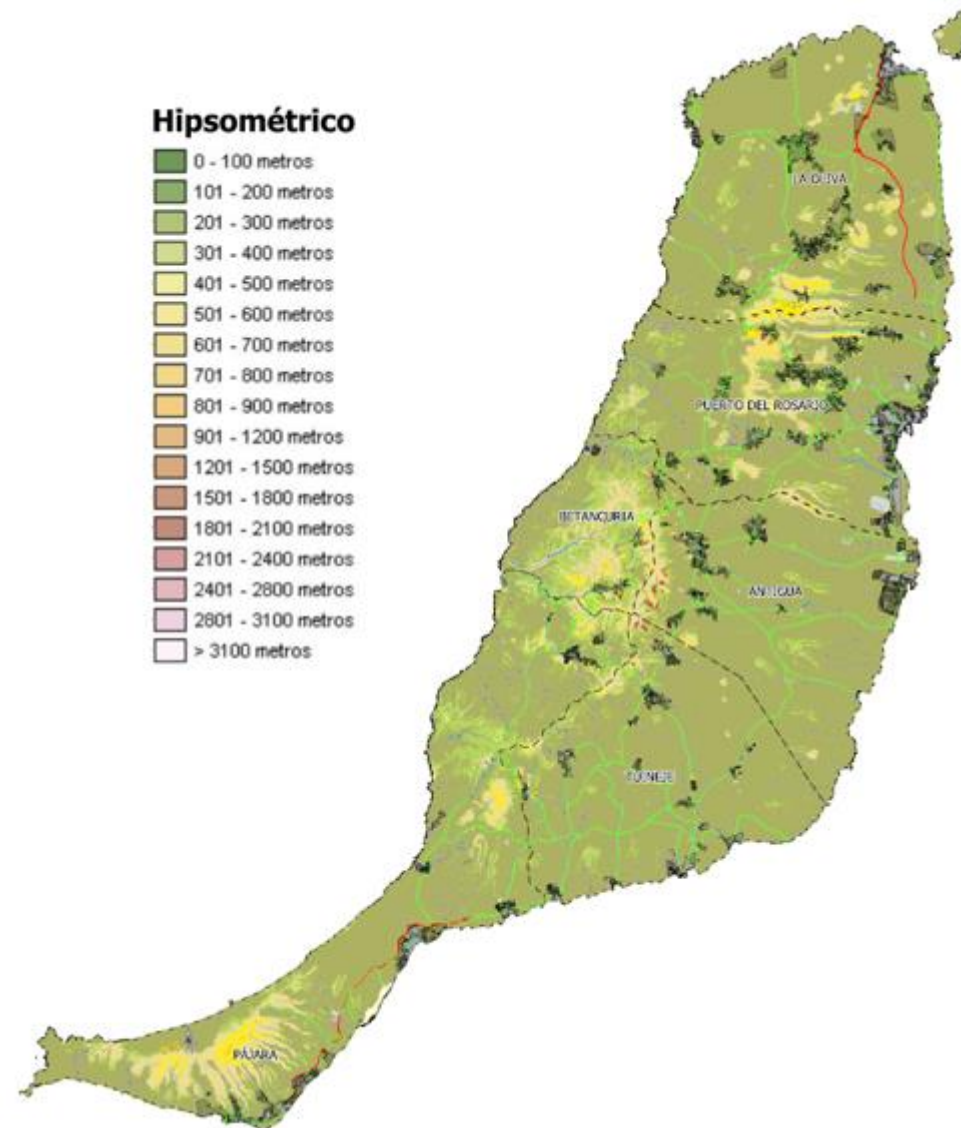 Hipsométrico
0 - 100 metros
101 - 200 metros
201 - 300 metros
301 - 400 metros
401 - 500 metros
501 - 600 metros
601 - 700 metros
701 - 800 metros
801 - 900 metros
901 - 1200 metros
1201 - 1500 metros
1501 - 1800 metros
1801 - 2100 metros
2101 - 2400 metros
2401 - 2800 metros
2801 - 3100 metros
> 3100 metros
LA OLIVA
PUERTO DEL ROSARIO
BETANCURIA
ANTIGUA
TUINEJE
PÁJARA